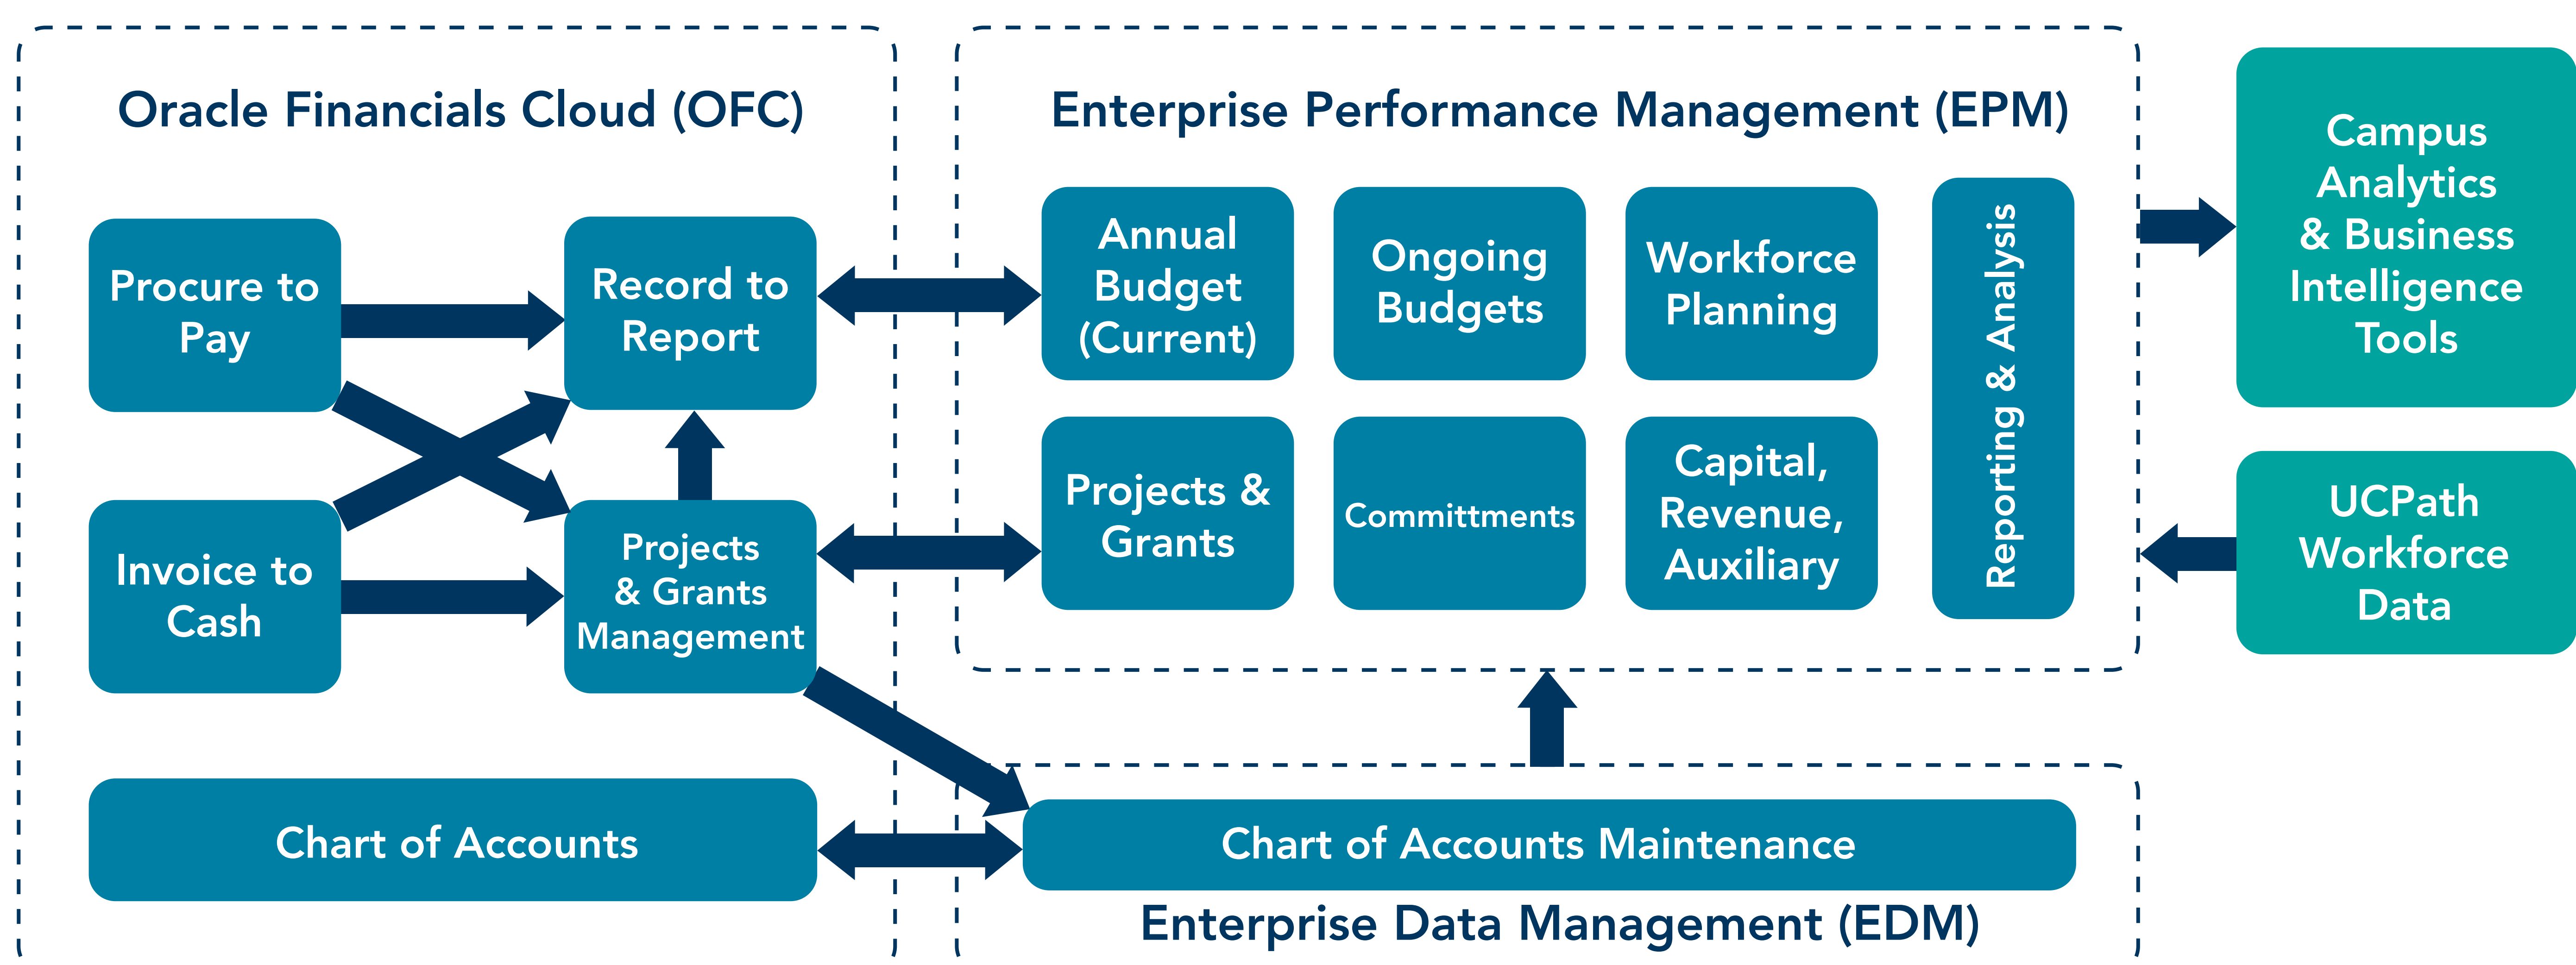 Oracle Financials Cloud (OFC)
Procure to
Pay
Record to
Report
Invoice to
Cash
Projects
& Grants
Management
Chart of Accounts
Enterprise Performance Management (EPM)
Annual
Budget
(Current)
Ongoing
Budgets
Workforce
Planning
Projects &
Grants
Committments
Capital,
Revenue,
Auxiliary
Reporting & Analysis
Chart of Accounts Maintenance
Enterprise Data Management (EDM)
Campus
Analytics
& Business
Intelligence
Tools
UCPath
Workforce
Data